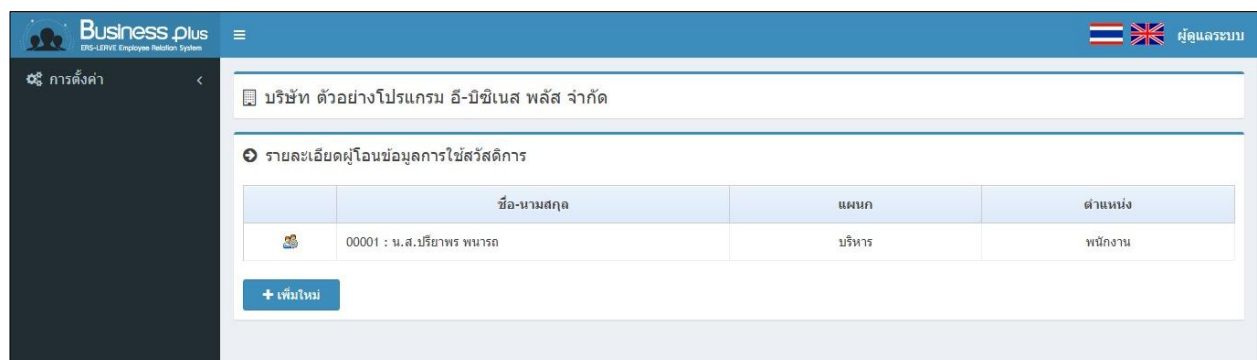 Business plus
ERS-LERVE Employee Relation System
ผู้ดูแลระบบ
การตั้งค่า
บริษัท ตัวอย่างโปรแกรม อี-บิซิเนส พลัส จำกัด
รายละเอียดผู้โอนข้อมูลการใช้สวัสดิการ
ชื่อ-นามสกุล แผนก ตำแหน่ง
00001 : น.ส.ปรียาพร พนารถ บริหาร พนักงาน
+ เพิ่มใหม่